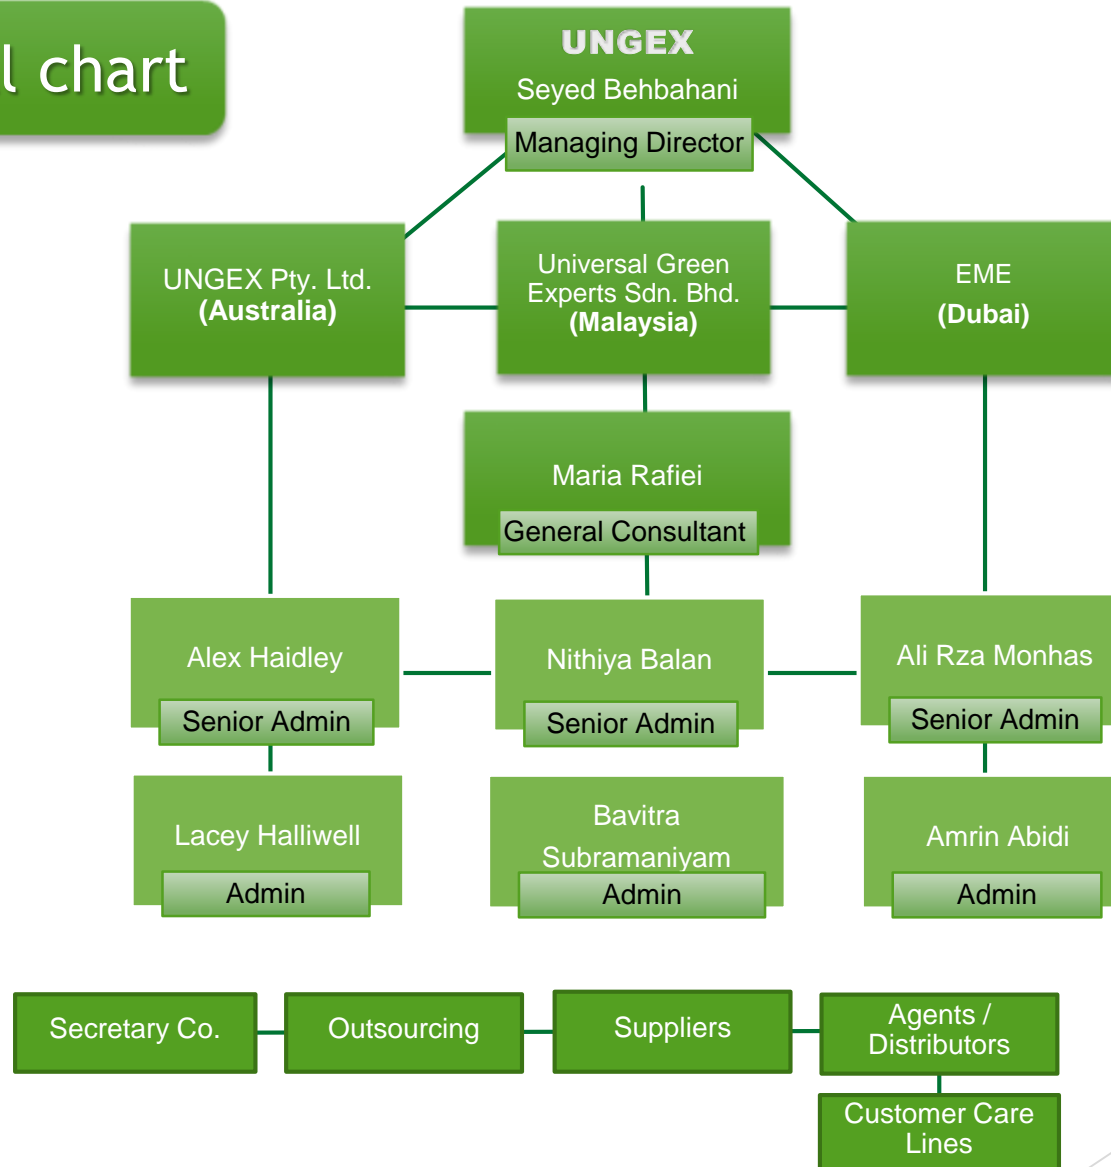 l chart
UNGEX
Seyed Behbahani
Managing Director
UNGEX Pty. Ltd.
(Australia)
Universal Green
Experts Sdn. Bhd.
(Malaysia)
EME
(Dubai)
Maria Rafiei
General Consultant
Alex Haidley
Senior Admin
Nithiya Balan
Senior Admin
Ali Rza Monhas
Senior Admin
Lacey Halliwell
Admin
Bavitra
Subramaniyam
Admin
Amrin Abidi
Admin
Secretary Co.
Outsourcing
Suppliers
Agents /
Distributors
Customer Care
Lines